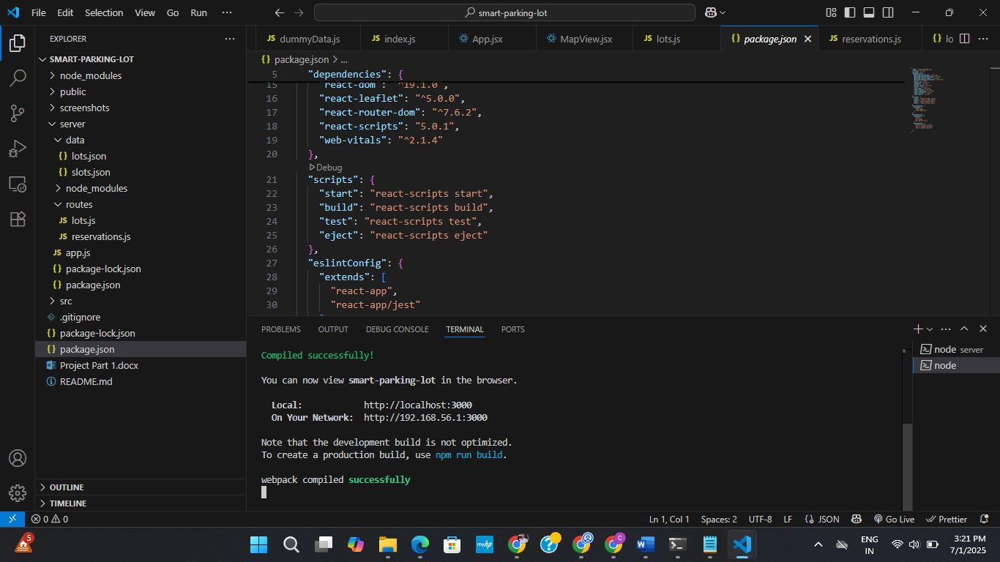 File Edit Selection View Go Run ···
smart-parking-lot
EXPLORER
SMART-PARKING-LOT
node_modules
public
screenshots
server
data
{} lots.json
{} slots.json
node_modules
routes
JS lots.js
JS reservations.js
JS app.js
{} package-lock.json
{} package.json
src
.gitignore
{} package-lock.json
{} package.json
Project Part 1.docx
README.md
OUTLINE
TIMELINE
JS dummyData.js
JS index.js
App.jsx
MapView.jsx
JS lots.js
{} package.json
JS reservations.js
{} lo
{} package.json > ...
5 "dependencies": {
15 "react-dom": "^19.1.0",
16 "react-leaflet": "^5.0.0",
17 "react-router-dom": "^7.6.2",
18 "react-scripts": "5.0.1",
19 "web-vitals": "^2.1.4"
20 },
Debug
21 "scripts": {
22 "start": "react-scripts start",
23 "build": "react-scripts build",
24 "test": "react-scripts test",
25 "eject": "react-scripts eject"
26 },
27 "eslintConfig": {
28 "extends": [
29 "react-app",
30 "react-app/jest"
PROBLEMS OUTPUT DEBUG CONSOLE TERMINAL PORTS
Compiled successfully!
You can now view smart-parking-lot in the browser.
Local: http://localhost:3000
On Your Network: http://192.168.56.1:3000
Note that the development build is not optimized.
To create a production build, use npm run build.
webpack compiled successfully
node server
node
0 0
Ln 1, Col 1 Spaces: 2 UTF-8 LF {} JSON Go Live Prettier
5
myhp
C
W
ENG
IN
3:21 PM
7/1/2025